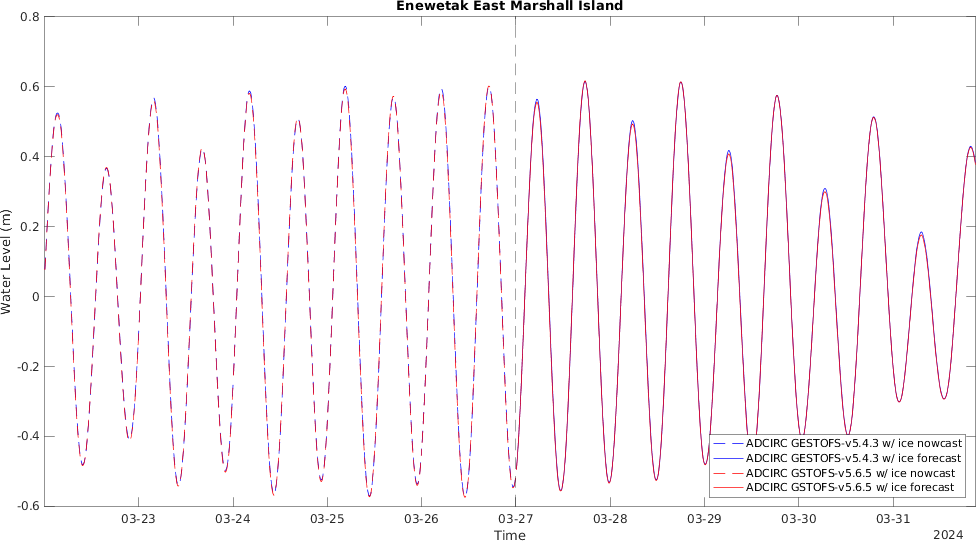 Enewetak East Marshall Island
0.8
0.6
0.4
0.2
0
-0.2
-0.4
-0.6
Water Level (m)
ADCIRC GESTOFS-v5.4.3 w/ ice nowcast
ADCIRC GESTOFS-v5.4.3 w/ ice forecast
ADCIRC GSTOFS-v5.6.5 w/ ice nowcast
ADCIRC GSTOFS-v5.6.5 w/ ice forecast
03-23 03-24 03-25 03-26 03-27 03-28 03-29 03-30 03-31
Time
2024